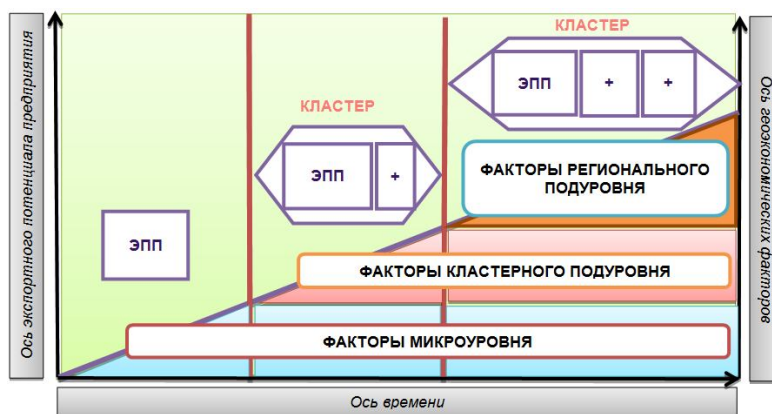 КЛАСТЕР
ЭПП
+
+
КЛАСТЕР
ЭПП
+
ЭПП
ФАКТОРЫ РЕГИОНАЛЬНОГО
ПОДУРОВНЯ
ФАКТОРЫ КЛАСТЕРНОГО ПОДУРОВНЯ
ФАКТОРЫ МИКРОУРОВНЯ
Ось экспортного потенциала предприятия
Ось геоэкономических факторов
Ось времени